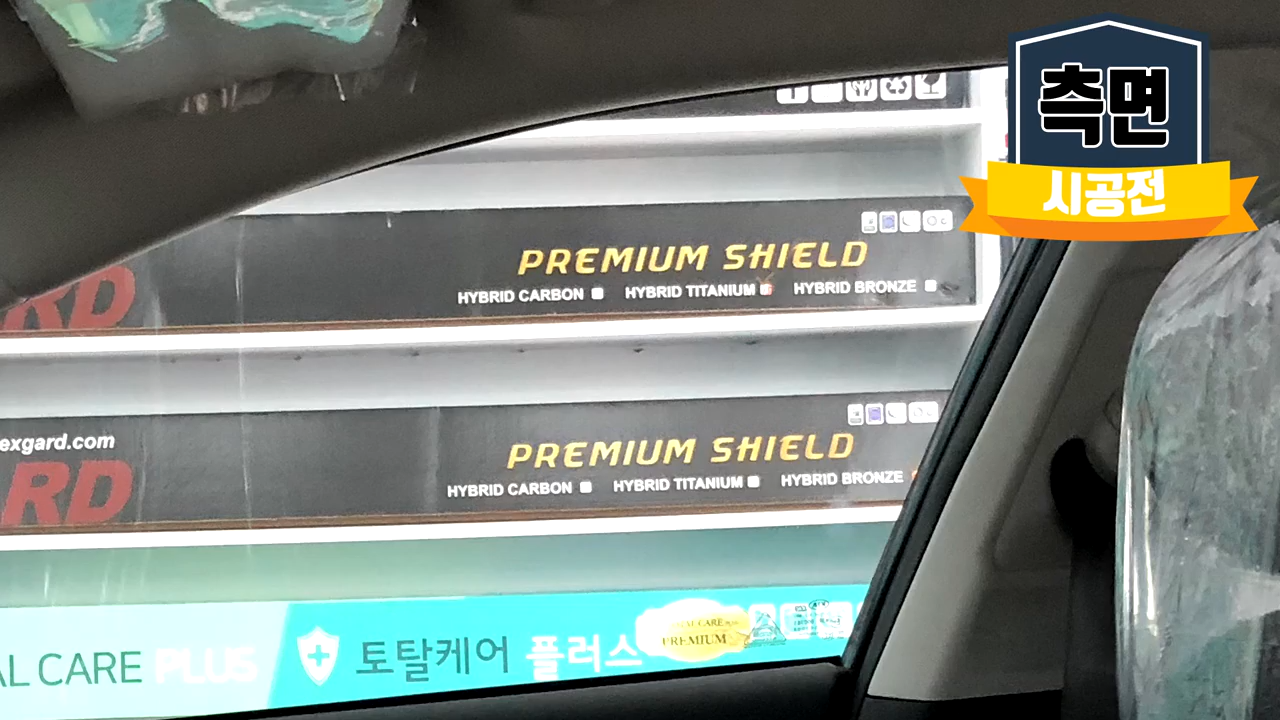 측면
시공전
PREMIUM SHIELD
HYBRID CARBON HYBRID TITANIUM HYBRID BRONZE
RD
exgard.com
PREMIUM SHIELD
RD
HYBRID CARBON HYBRID TITANIUM HYBRID BRONZE
AL CARE PLUS
토탈케어 플러스
PREMIUM